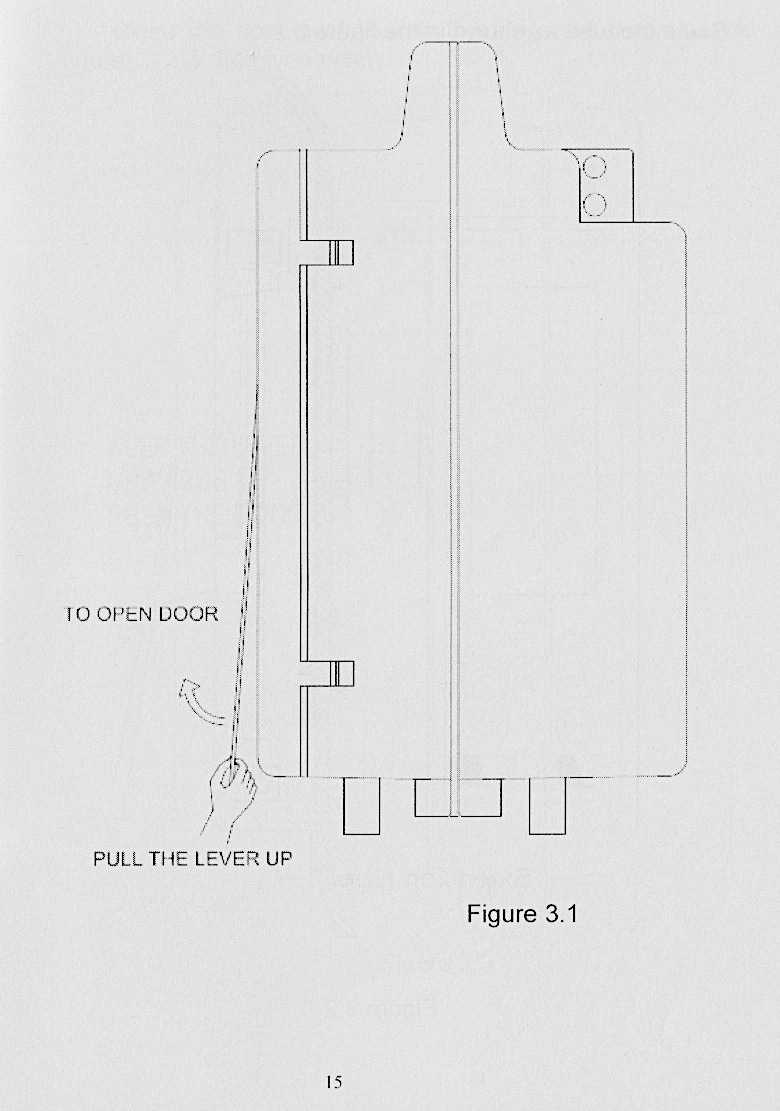 TO OPEN DOOR
PULL THE LEVER UP
Figure 3.1
15